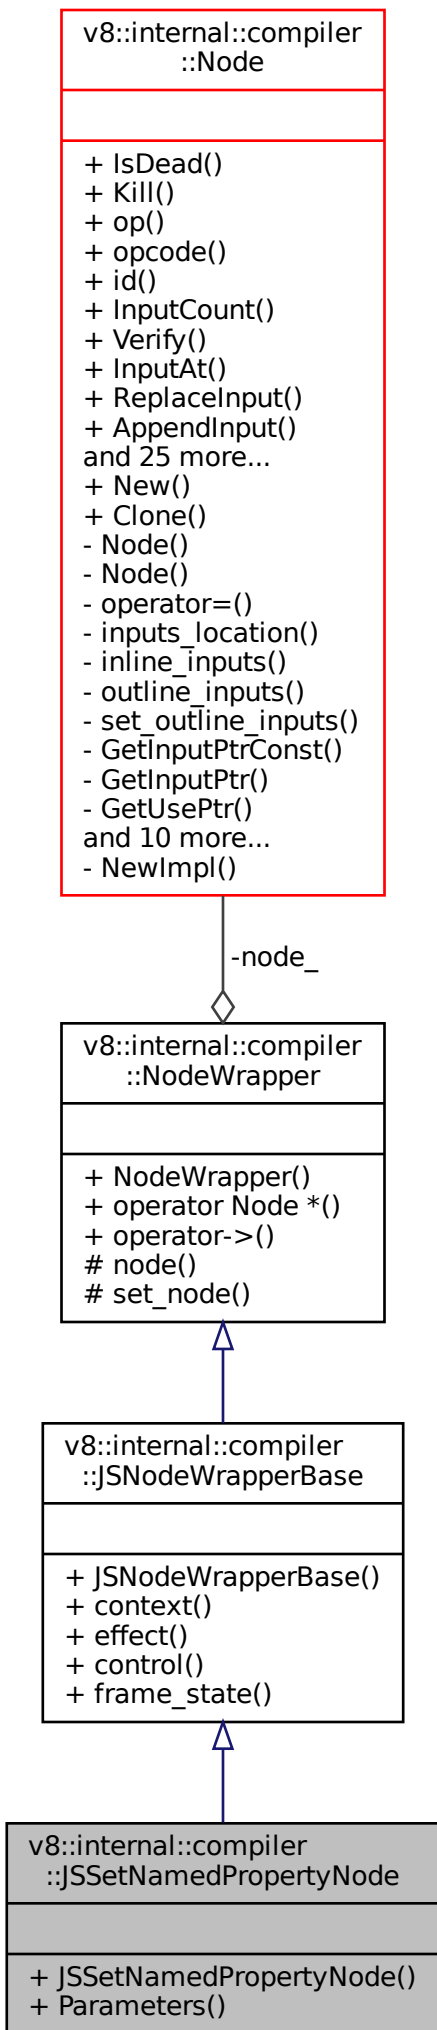 v8::internal::compiler
::Node
+ IsDead()
+ Kill()
+ op()
+ opcode()
+ id()
+ InputCount()
+ Verify()
+ InputAt()
+ ReplaceInput()
+ AppendInput()
and 25 more...
+ New()
+ Clone()
- Node()
- Node()
- operator=()
- inputs_location()
- inline_inputs()
- outline_inputs()
- set_outline_inputs()
- GetInputPtrConst()
- GetInputPtr()
- GetUsePtr()
and 10 more...
- NewImpl()
-node_
v8::internal::compiler
::NodeWrapper
+ NodeWrapper()
+ operator Node *()
+ operator->()
# node()
# set_node()
v8::internal::compiler
::JSNodeWrapperBase
+ JSNodeWrapperBase()
+ context()
+ effect()
+ control()
+ frame_state()
v8::internal::compiler
::JSSetNamedPropertyNode
+ JSSetNamedPropertyNode()
+ Parameters()